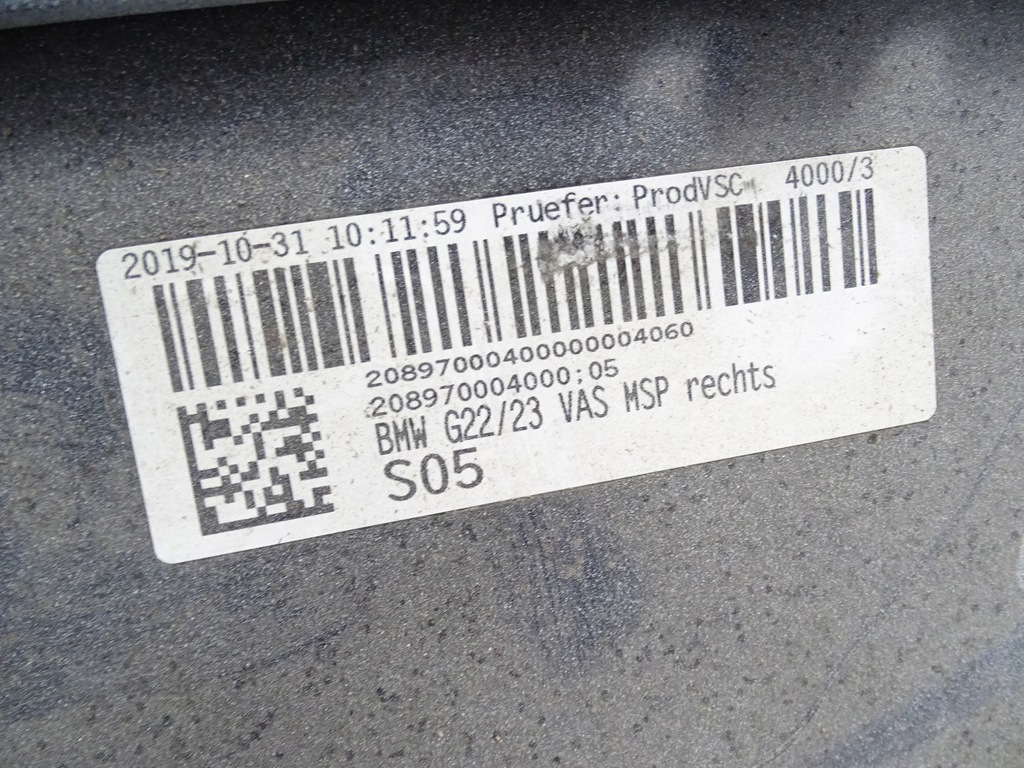 2019-10-31 10:11:59 Pruefer: ProdVSC 4000/3
2089700040000004060
208970004000;05
BMW G22/23 VAS MSP rechts
S05